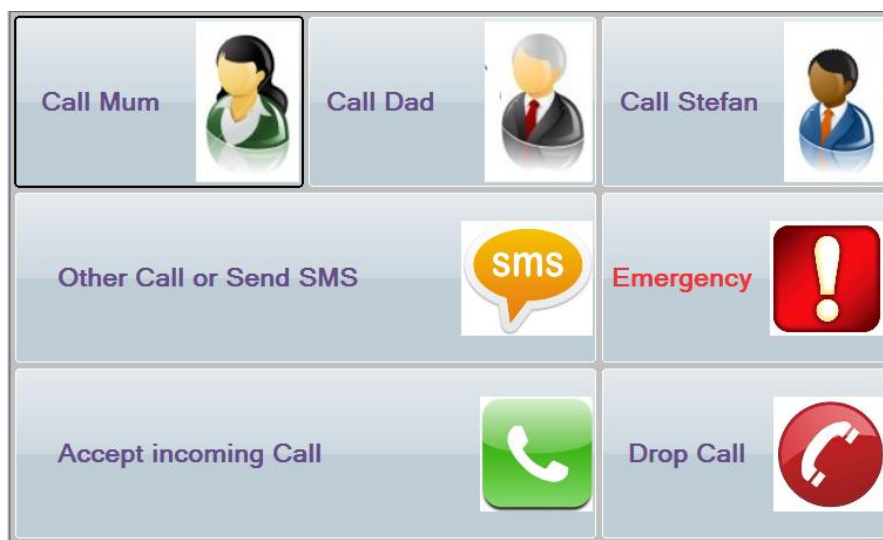 Call Mum
Call Dad
Call Stefan
Other Call or Send SMS
sms
Emergency
!
Accept incoming Call
Drop Call